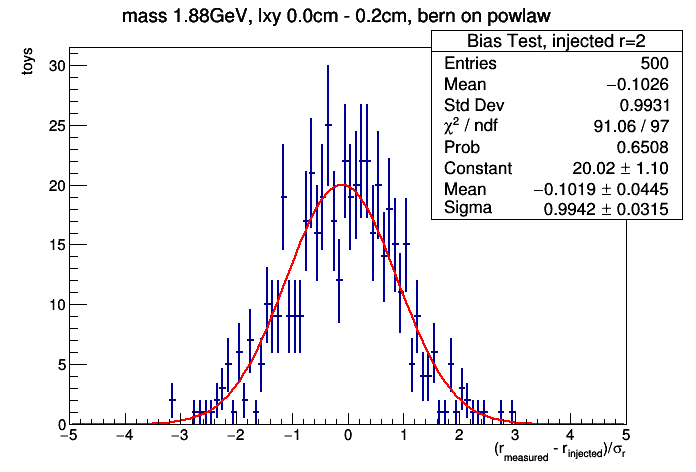 mass 1.88GeV, lxy 0.0cm - 0.2cm, bern on powlaw
Bias Test, injected r=2
Entries 500
Mean −0.1026
Std Dev 0.9931
χ² / ndf 91.06 / 97
Prob 0.6508
Constant 20.02 ± 1.10
Mean −0.1019 ± 0.0445
Sigma 0.9942 ± 0.0315
toys
30
25
20
15
10
5
0
−5 −4 −3 −2 −1 0 1 2 3 4 5
(r_measured - r_injected)/σ_r